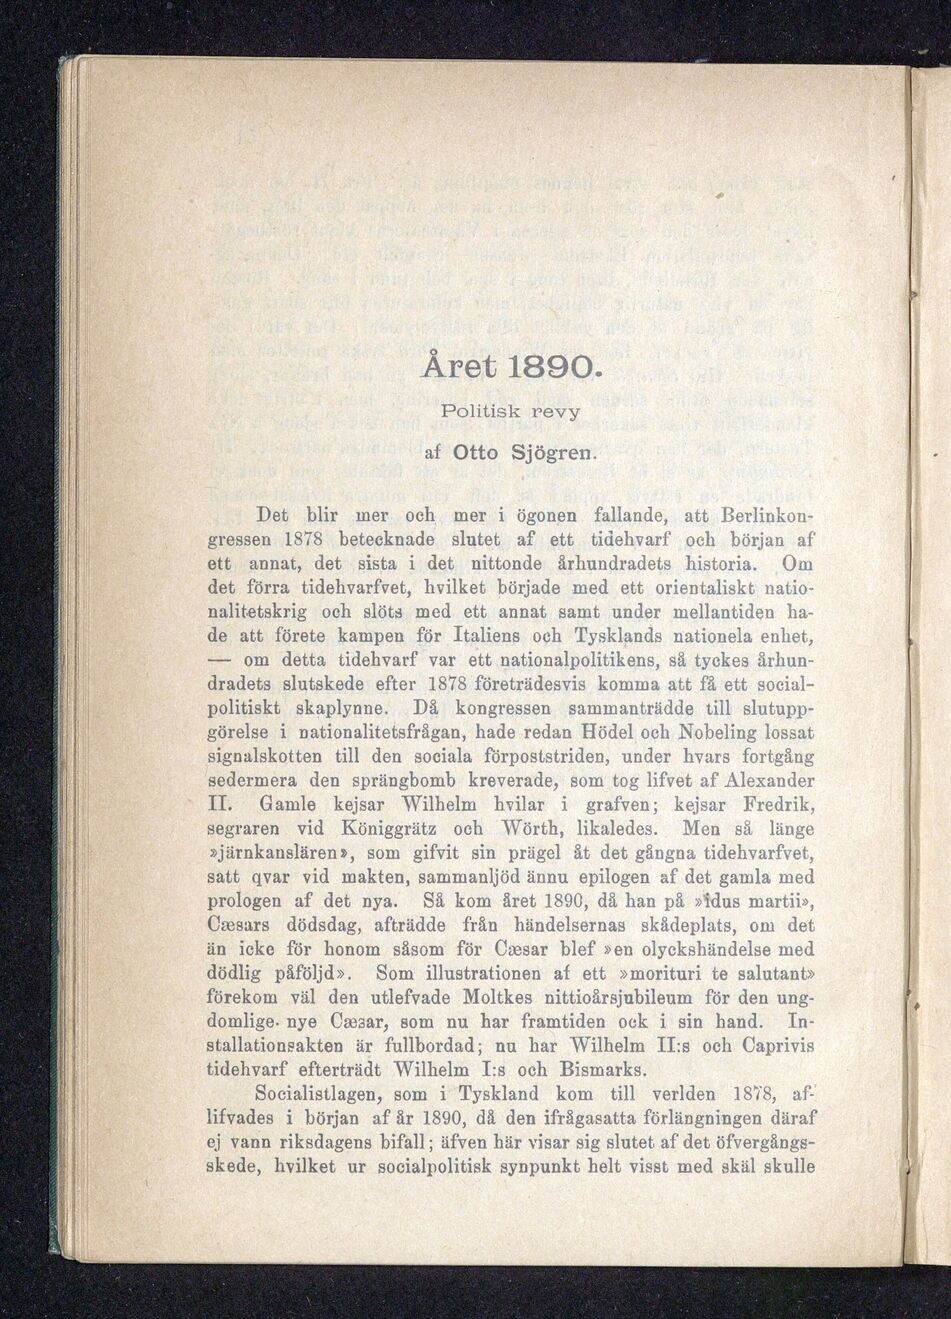 Året 1890.
Politisk revy
af Otto Sjögren.
Det blir mer och mer i ögonen fallande, att Berlinkon-
gressen 1878 betecknade slutet af ett tidehvarf och början af
ett annat, det sista i det nittonde århundradets historia. Om
det förra tidehvarfvet, hvilket började med ett orientaliskt natio-
nalitetskrig och slöts med ett annat samt under mellantiden ha-
de att förete kampen för Italiens och Tysklands nationela enhet,
— om detta tidehvarf var ett nationalpolitikens, så tyckes århun-
dradets slutskede efter 1878 företrädesvis komma att få ett social-
politiskt skaplynne. Då kongressen sammanträdde till slutupp-
görelse i nationalitetsfrågan, hade redan Hödel och Nobeling lossat
signalskotten till den sociala förpoststriden, under hvars fortgång
sedermera den sprängbomb kreverade, som tog lifvet af Alexander
II. Gamle kejsar Wilhelm hvilar i grafven; kejsar Fredrik,
segraren vid Königgrätz och Wörth, likaledes. Men så länge
»järnkanslären», som gifvit sin prägel åt det gångna tidehvarfvet,
satt qvar vid makten, sammanljöd ännu epilogen af det gamla med
prologen af det nya. Så kom året 1890, då han på »idus martii»,
Cæsars dödsdag, afträdde från händelsernas skådeplats, om det
än icke för honom såsom för Cæsar blef »en olyckshändelse med
dödlig påföljd». Som illustrationen af ett »morituri te salutant»
förekom väl den utlefvade Moltkes nittioårsjubileum för den ung-
domlige. nye Cæsar, som nu har framtiden ock i sin hand. In-
stallationsakten är fullbordad; nu har Wilhelm II:s och Caprivis
tidehvarf efterträdt Wilhelm I:s och Bismarks.
Socialistlagen, som i Tyskland kom till verlden 1878, af-
lifvades i början af år 1890, då den ifrågasatta förlängningen däraf
ej vann riksdagens bifall; äfven här visar sig slutet af det öfvergångs-
skede, hvilket ur socialpolitisk synpunkt helt visst med skäl skulle